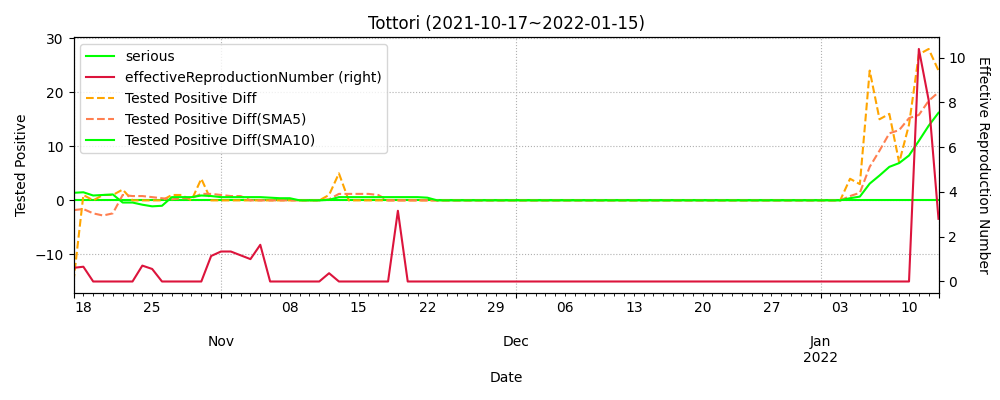 Tottori (2021-10-17~2022-01-15)
serious
effectiveReproductionNumber (right)
Tested Positive Diff
Tested Positive Diff(SMA5)
Tested Positive Diff(SMA10)
Tested Positive
30
20
10
0
−10
Effective Reproduction Number
10
8
6
4
2
0
18 25 08 15 22 29 06 13 20 27 03 10
Nov Dec Jan
2022
Date